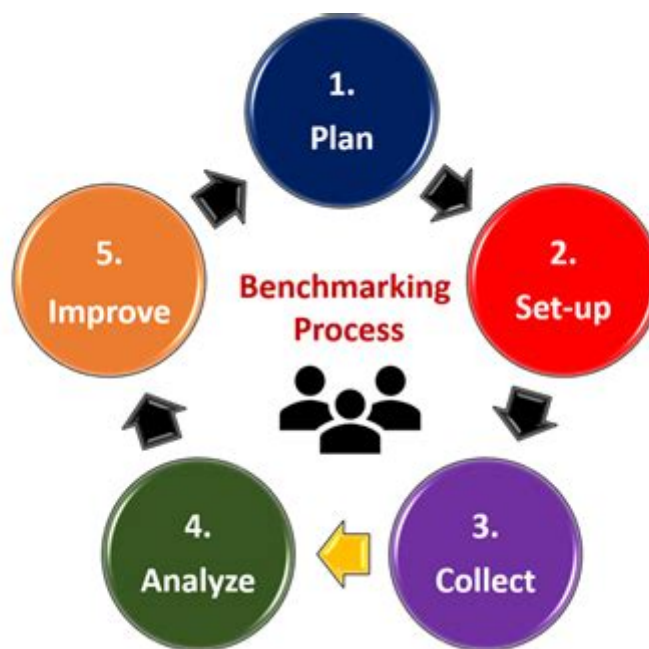 1.
Plan
2.
Set-up
3.
Collect
4.
Analyze
5.
Improve
Benchmarking
Process